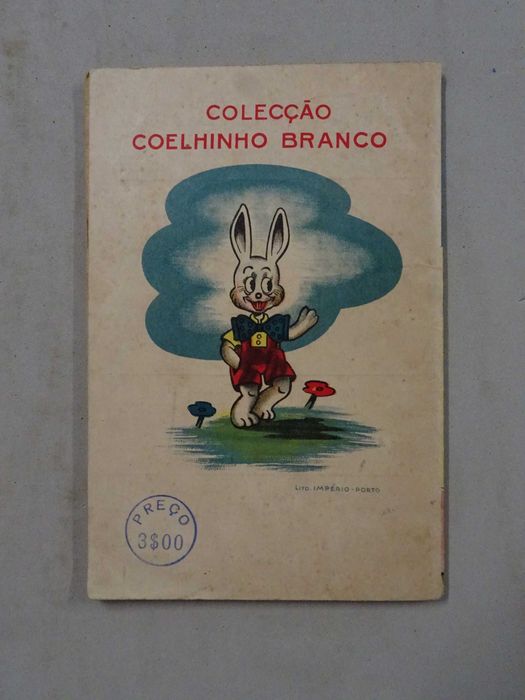 COLECÇÃO
COELHINHO BRANCO
LITO. IMPÉRIO-PORTO
PREÇO
3$00